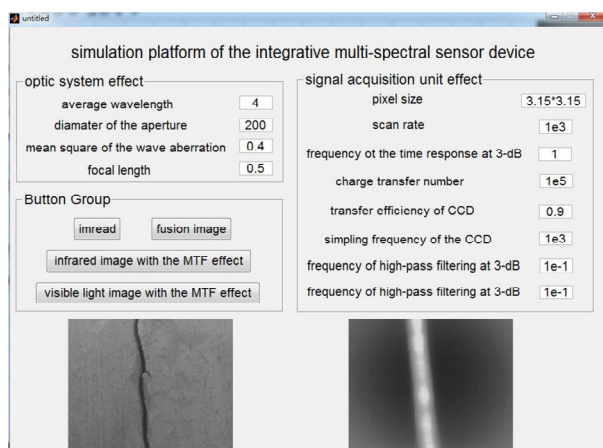 untitled
simulation platform of the integrative multi-spectral sensor device
optic system effect
average wavelength 4
diamater of the aperture 200
mean square of the wave aberration 0.4
focal length 0.5
Button Group
imread fusion image
infrared image with the MTF effect
visible light image with the MTF effect
signal acquisition unit effect
pixel size 3.15*3.15
scan rate 1e3
frequency ot the time response at 3-dB 1
charge transfer number 1e5
transfer efficiency of CCD 0.9
simpling frequency of the CCD 1e3
frequency of high-pass filtering at 3-dB 1e-1
frequency of high-pass filtering at 3-dB 1e-1